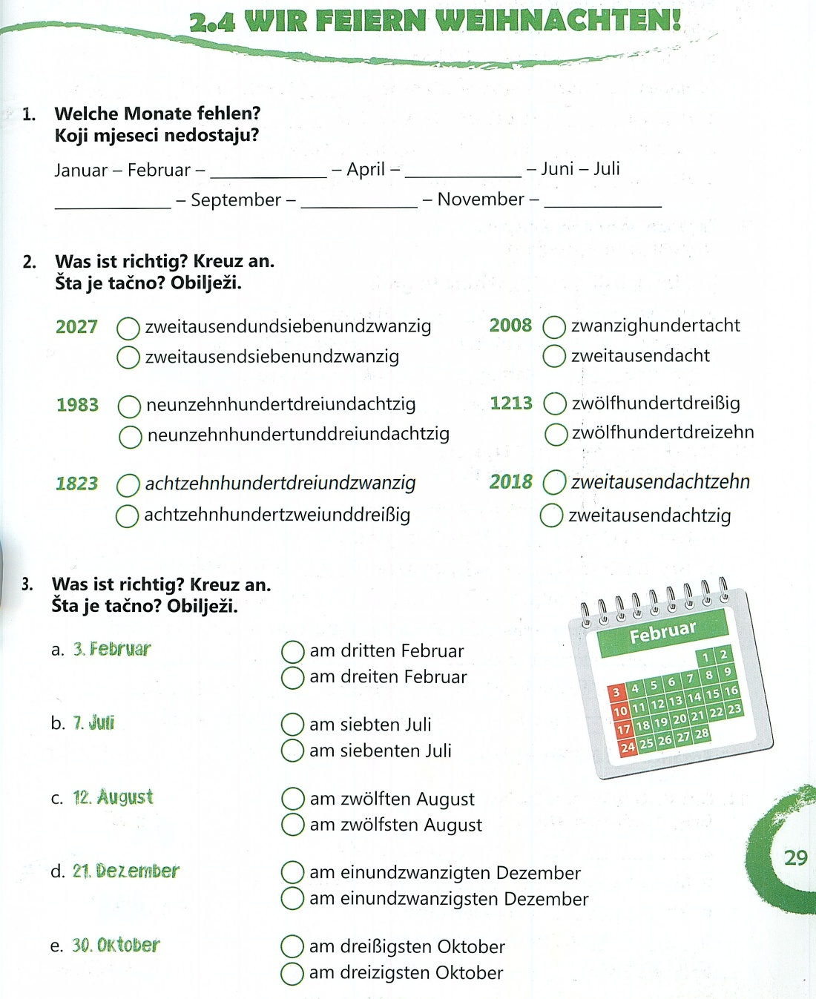 2.4 WIR FEIERN WEIHNACHTEN!
1. Welche Monate fehlen?
Koji mjeseci nedostaju?
Januar – Februar – ____________ – April – ____________ – Juni – Juli
____________ – September – ____________ – November – ____________
2. Was ist richtig? Kreuz an.
Šta je tačno? Obilježi.
2027 zweitausendundsiebenundzwanzig
zweitausendsiebenundzwanzig
2008 zwanzighundertacht
zweitausendacht
1983 neunzehnhundertdreiundachtzig
neunzehnhundertunddreiundachtzig
1213 zwölfhundertdreißig
zwölfhundertdreizehn
1823 achtzehnhundertdreiundzwanzig
achtzehnhundertzweiunddreißig
2018 zweitausendachtzehn
zweitausendachtzig
3. Was ist richtig? Kreuz an.
Šta je tačno? Obilježi.
a. 3. Februar am dritten Februar
am dreiten Februar
b. 7. Juli am siebten Juli
am siebenten Juli
c. 12. August am zwölften August
am zwölfsten August
d. 21. Dezember am einundzwanzigten Dezember
am einundzwanzigsten Dezember
e. 30. Oktober am dreißigsten Oktober
am dreizigsten Oktober
Februar
1 2
3 4 5 6 7 8 9
10 11 12 13 14 15 16
17 18 19 20 21 22 23
24 25 26 27 28
29